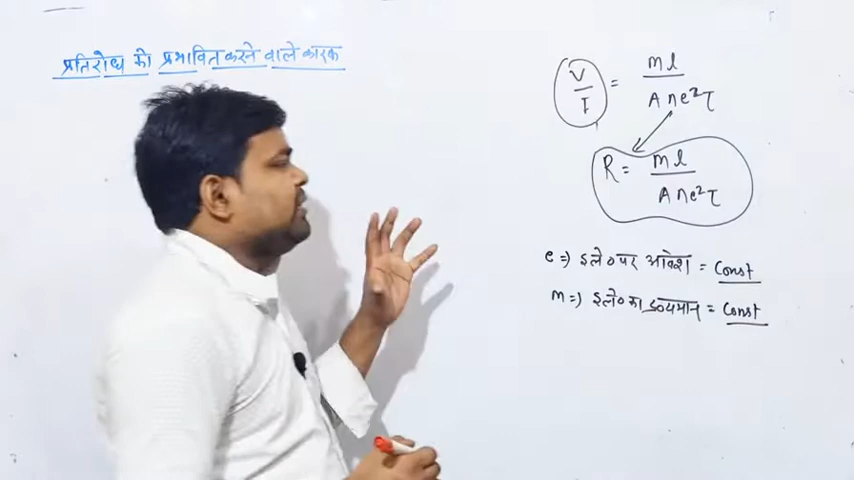 प्रतिरोध को प्रभावित करने वाले कारक
V/I = ml/Ane²τ
R = ml/Ane²τ
e => इले० पर आवेश = Const
m => इले० का द्रव्यमान = Const